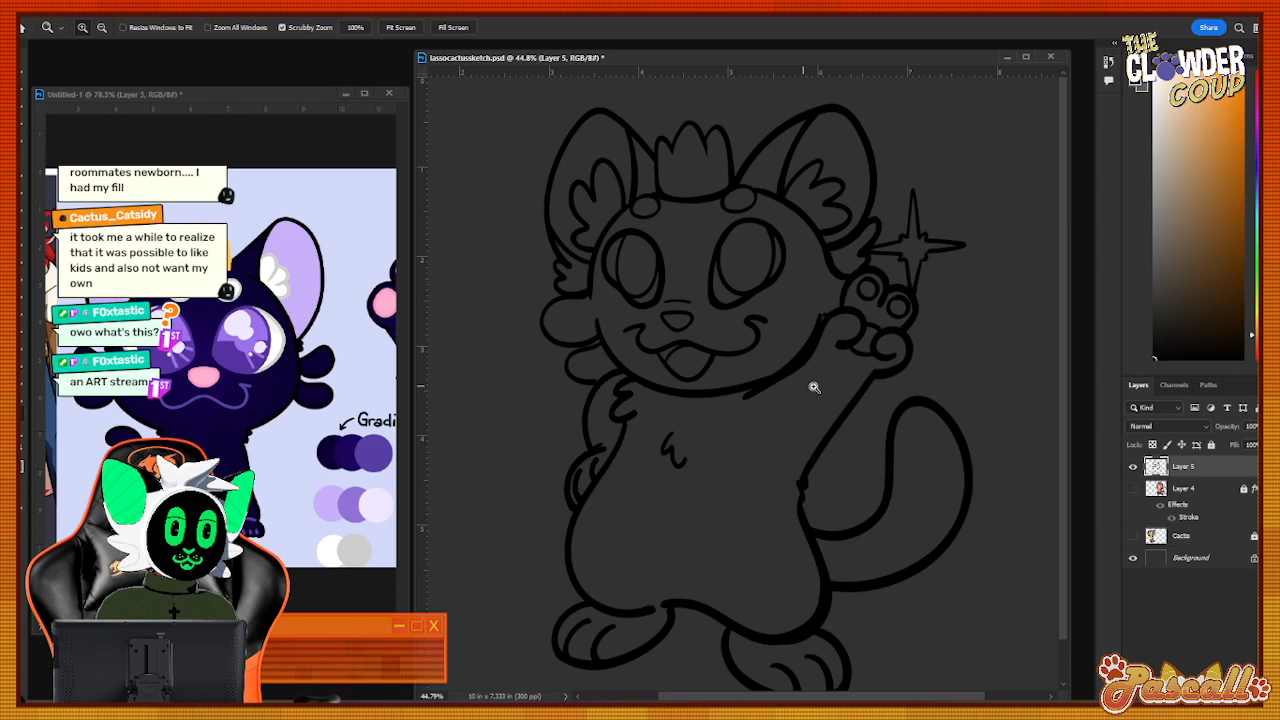 Resize Windows to Fit
Zoom All Windows
Scrubby Zoom
100%
Fit Screen
Fill Screen
Share
THE
CLOWDER
COUP
lassocactussketch.psd @ 44.8% (Layer 5, RGB/8#) *
Untitled-1 @ 78.3% (Layer 3, RGB/8#) *
roommates newborn.... I
had my fill
Cactus_Catsidy
it took me a while to realize
that it was possible to like
kids and also not want my
own
F0xtastic
owo what's this?
1ST
F0xtastic
an ART stream
1ST
Gradi
Layers
Channels
Paths
Kind
Normal
Opacity:
Lock:
Fill:
Layer 5
Layer 4
Effects
Stroke
Cacts
Background
44.79%
10 in x 7.333 in (300 ppi)
Pascall